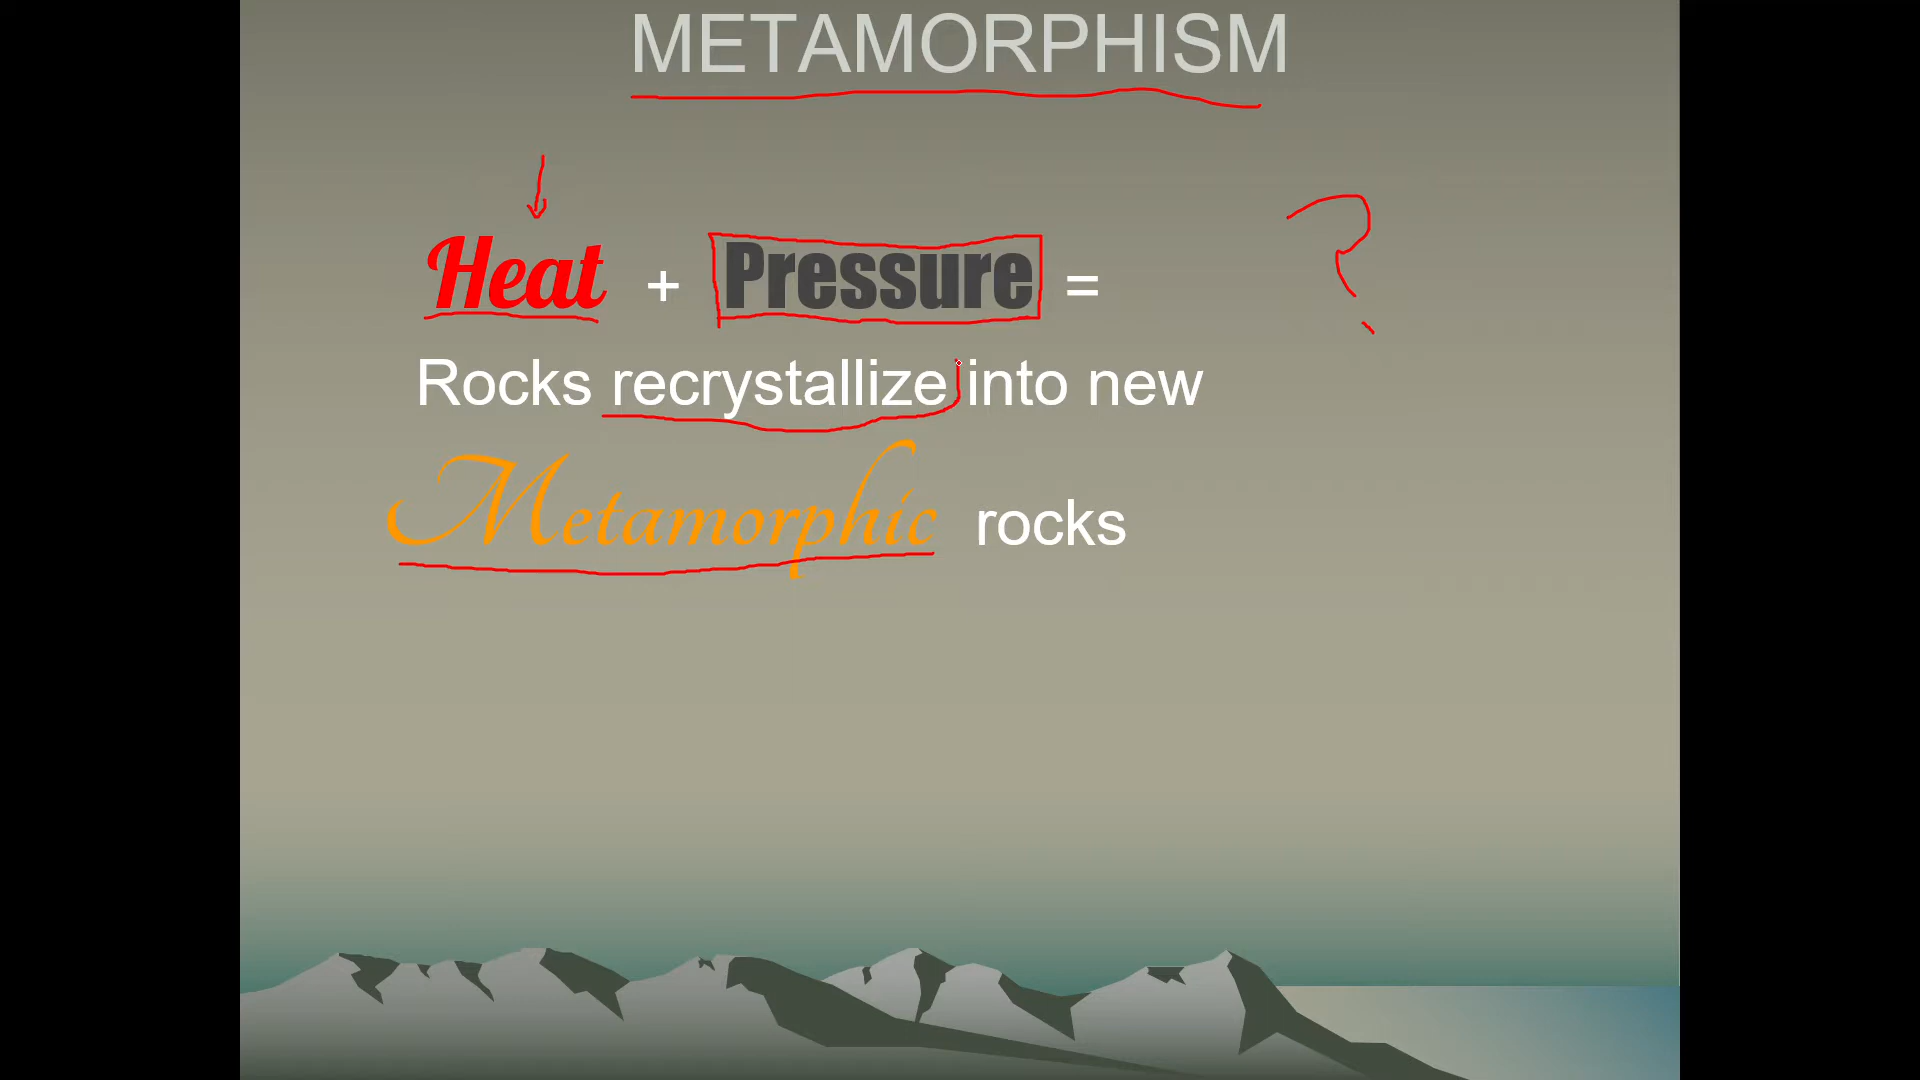 METAMORPHISM
Heat + Pressure = ?
Rocks recrystallize into new
Metamorphic rocks